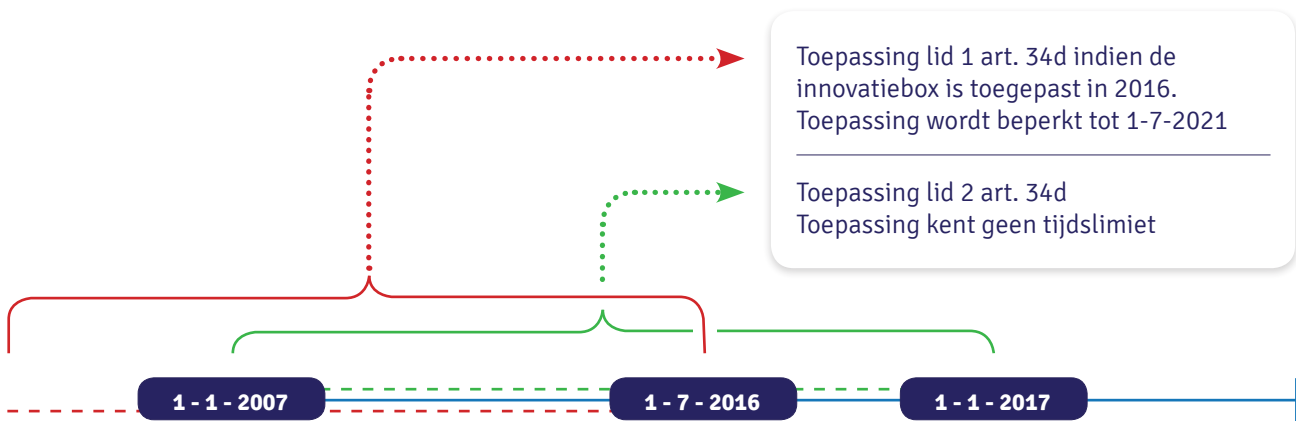 Toepassing lid 1 art. 34d indien de
innovatiebox is toegepast in 2016.
Toepassing wordt beperkt tot 1-7-2021
Toepassing lid 2 art. 34d
Toepassing kent geen tijdslimiet
1 - 1 - 2007
1 - 7 - 2016
1 - 1 - 2017